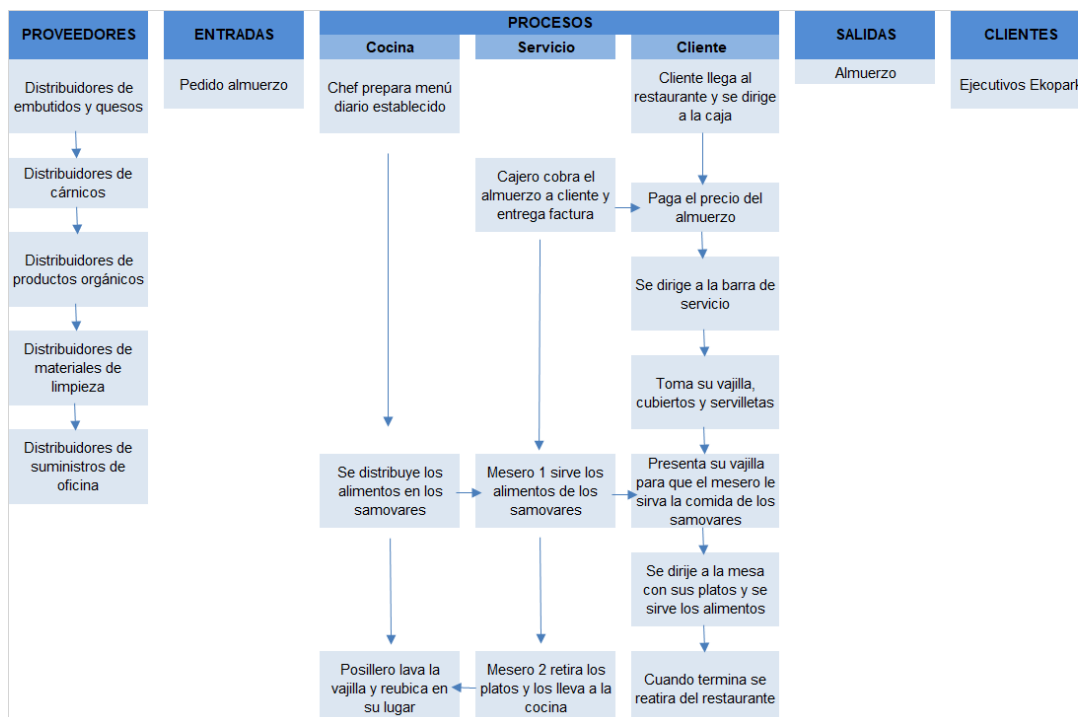 PROVEEDORES
ENTRADAS
PROCESOS
SALIDAS
CLIENTES
Cocina
Servicio
Cliente
Distribuidores de
embutidos y quesos
Distribuidores de
cárnicos
Distribuidores de
productos orgánicos
Distribuidores de
materiales de
limpieza
Distribuidores de
suministros de
oficina
Pedido almuerzo
Chef prepara menú
diario establecido
Se distribuye los
alimentos en los
samovares
Posillero lava la
vajilla y reubica en
su lugar
Cajero cobra el
almuerzo a cliente y
entrega factura
Mesero 1 sirve los
alimentos de los
samovares
Mesero 2 retira los
platos y los lleva a la
cocina
Cliente llega al
restaurante y se dirige
a la caja
Paga el precio del
almuerzo
Se dirige a la barra de
servicio
Toma su vajilla,
cubiertos y servilletas
Presenta su vajilla
para que el mesero le
sirva la comida de los
samovares
Se dirije a la mesa
con sus platos y se
sirve los alimentos
Cuando termina se
reatira del restaurante
Almuerzo
Ejecutivos Ekopark